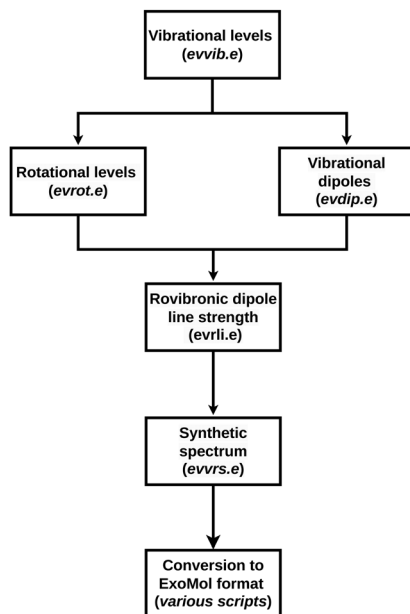 Vibrational levels
(evvib.e)
Rotational levels
(evrot.e)
Vibrational
dipoles
(evdip.e)
Rovibronic dipole
line strength
(evrli.e)
Synthetic
spectrum
(evvrs.e)
Conversion to
ExoMol format
(various scripts)